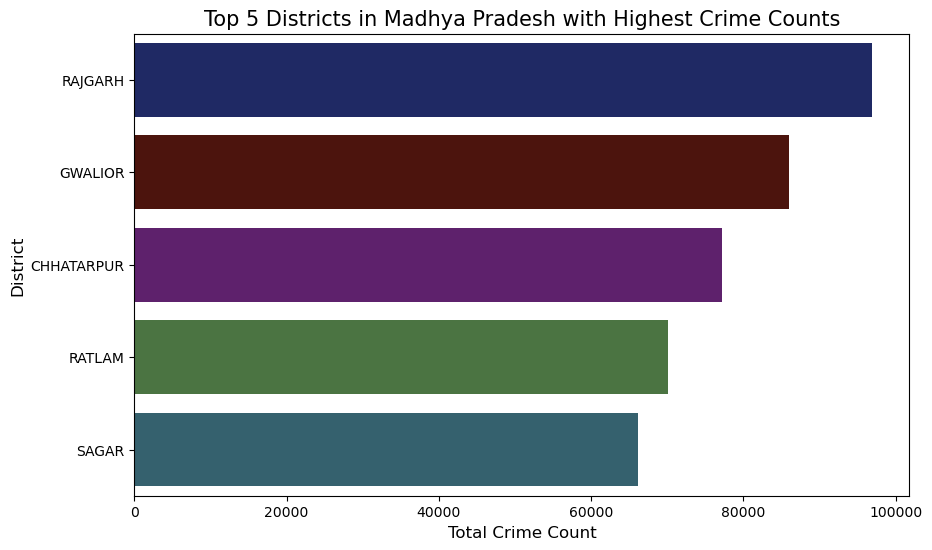 Top 5 Districts in Madhya Pradesh with Highest Crime Counts
District
RAJGARH
GWALIOR
CHHATARPUR
RATLAM
SAGAR
0 20000 40000 60000 80000 100000
Total Crime Count